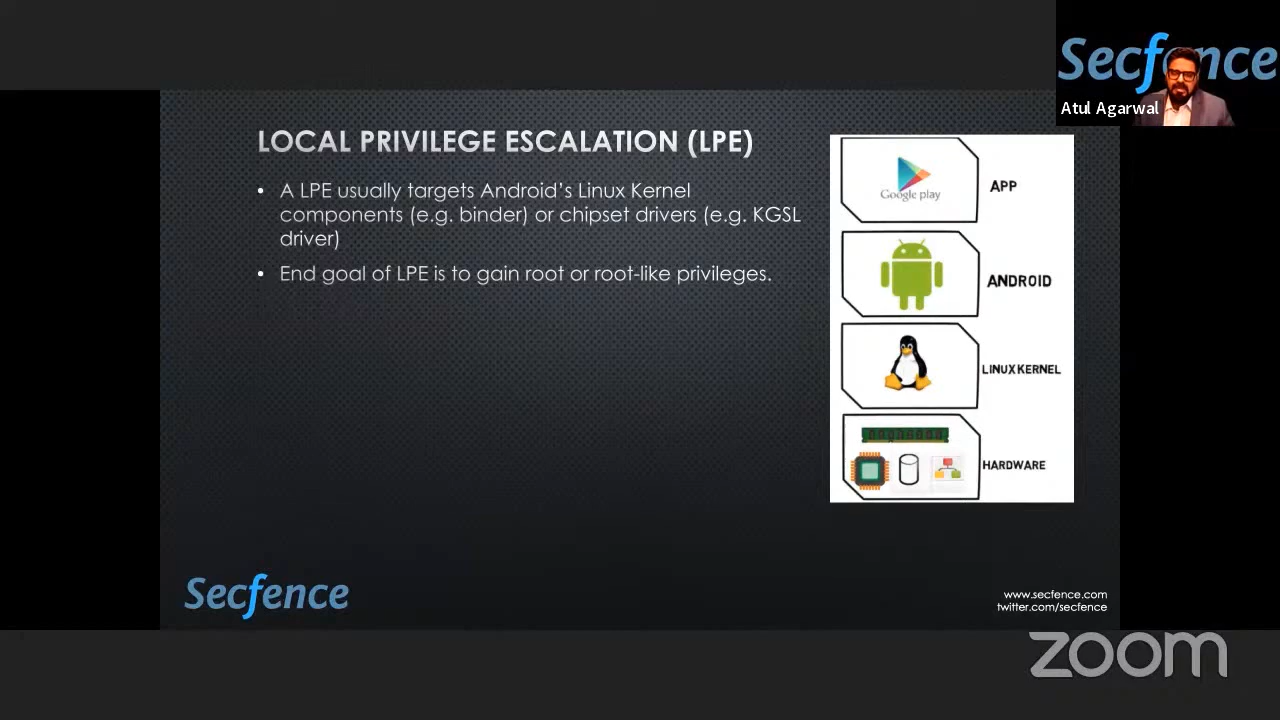 Secfence
Atul Agarwal
LOCAL PRIVILEGE ESCALATION (LPE)
• A LPE usually targets Android's Linux Kernel
components (e.g. binder) or chipset drivers (e.g. KGSL
driver)
• End goal of LPE is to gain root or root-like privileges.
Google play
APP
ANDROID
LINUX KERNEL
HARDWARE
Secfence
www.secfence.com
twitter.com/secfence
zoom